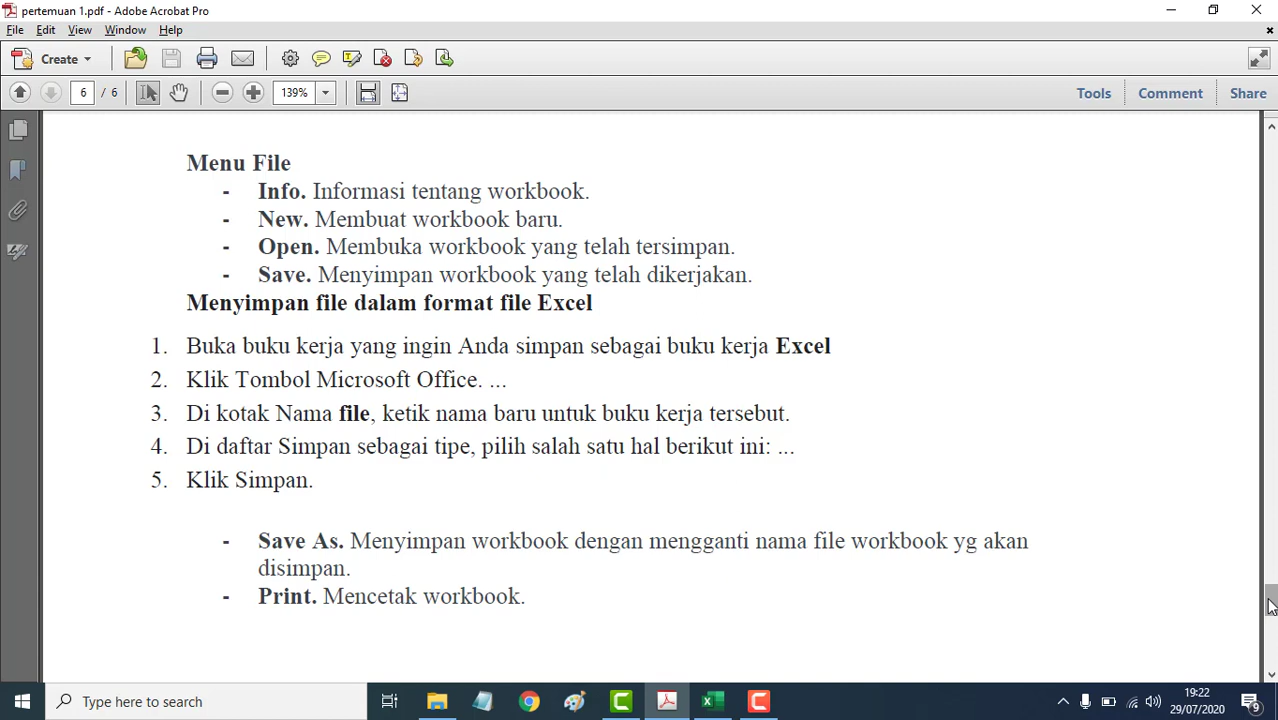 pertemuan 1.pdf - Adobe Acrobat Pro
File Edit View Window Help
Create
6 / 6 139% Tools Comment Share
Menu File
- Info. Informasi tentang workbook.
- New. Membuat workbook baru.
- Open. Membuka workbook yang telah tersimpan.
- Save. Menyimpan workbook yang telah dikerjakan.
Menyimpan file dalam format file Excel
1. Buka buku kerja yang ingin Anda simpan sebagai buku kerja Excel
2. Klik Tombol Microsoft Office. ...
3. Di kotak Nama file, ketik nama baru untuk buku kerja tersebut.
4. Di daftar Simpan sebagai tipe, pilih salah satu hal berikut ini: ...
5. Klik Simpan.
- Save As. Menyimpan workbook dengan mengganti nama file workbook yg akan
disimpan.
- Print. Mencetak workbook.
Type here to search
19:22
29/07/2020
9